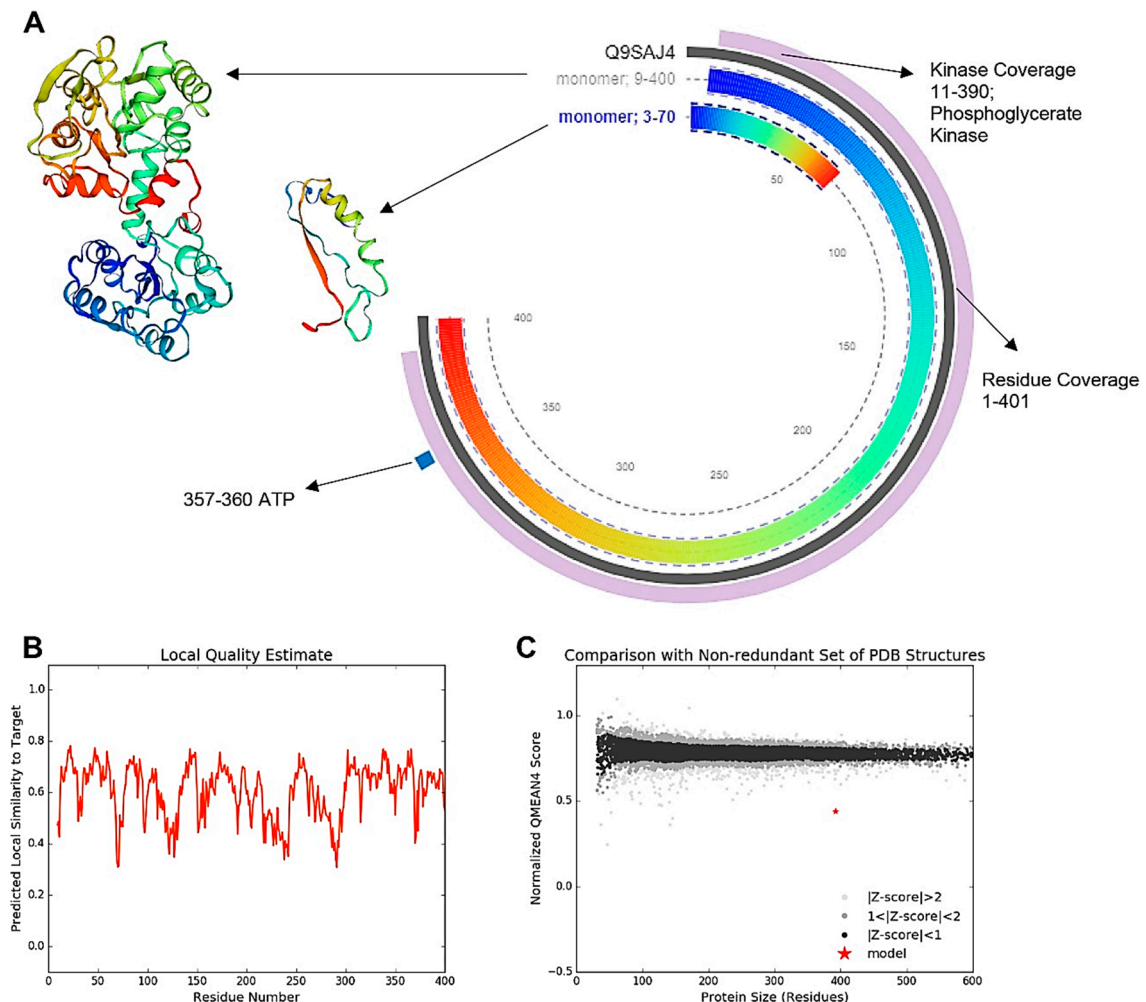 A
Q9SAJ4
monomer; 9-400
monomer; 3-70
Kinase Coverage
11-390;
Phosphoglycerate
Kinase
50
100
150
200
250
300
350
400
Residue Coverage
1-401
357-360 ATP
B
Local Quality Estimate
Predicted Local Similarity to Target
1.0
0.8
0.6
0.4
0.2
0.0
0
50
100
150
200
250
300
350
400
Residue Number
C
Comparison with Non-redundant Set of PDB Structures
Normalized QMEAN4 Score
1.0
0.5
0.0
−0.5
|Z-score|>2
1<|Z-score|<2
|Z-score|<1
model
0
100
200
300
400
500
600
Protein Size (Residues)